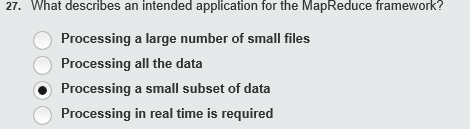 27. What describes an intended application for the MapReduce framework?
Processing a large number of small files
Processing all the data
Processing a small subset of data
Processing in real time is required